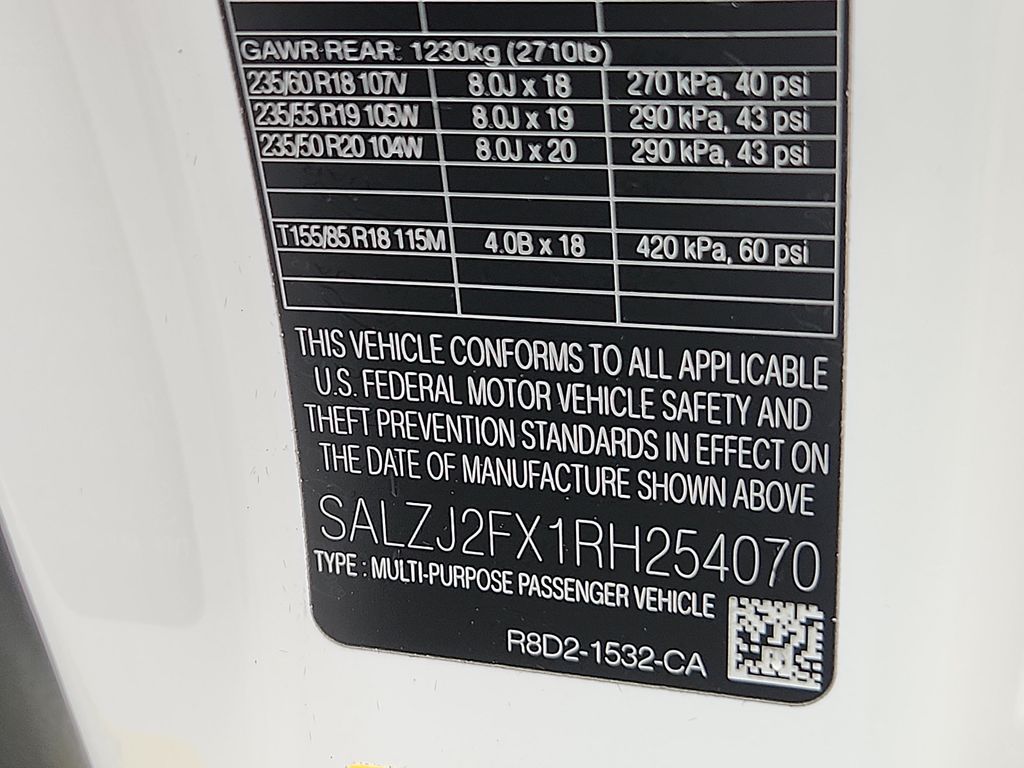 GAWR REAR: 1230kg (2710lb)
235/60 R18 107V 8.0J x 18 270 kPa, 40 psi
235/55 R19 105W 8.0J x 19 290 kPa, 43 psi
235/50 R20 104W 8.0J x 20 290 kPa, 43 psi
T155/85 R18 115M 4.0B x 18 420 kPa, 60 psi
THIS VEHICLE CONFORMS TO ALL APPLICABLE
U.S. FEDERAL MOTOR VEHICLE SAFETY AND
THEFT PREVENTION STANDARDS IN EFFECT ON
THE DATE OF MANUFACTURE SHOWN ABOVE
SALZJ2FX1RH254070
TYPE : MULTI-PURPOSE PASSENGER VEHICLE
R8D2-1532-CA